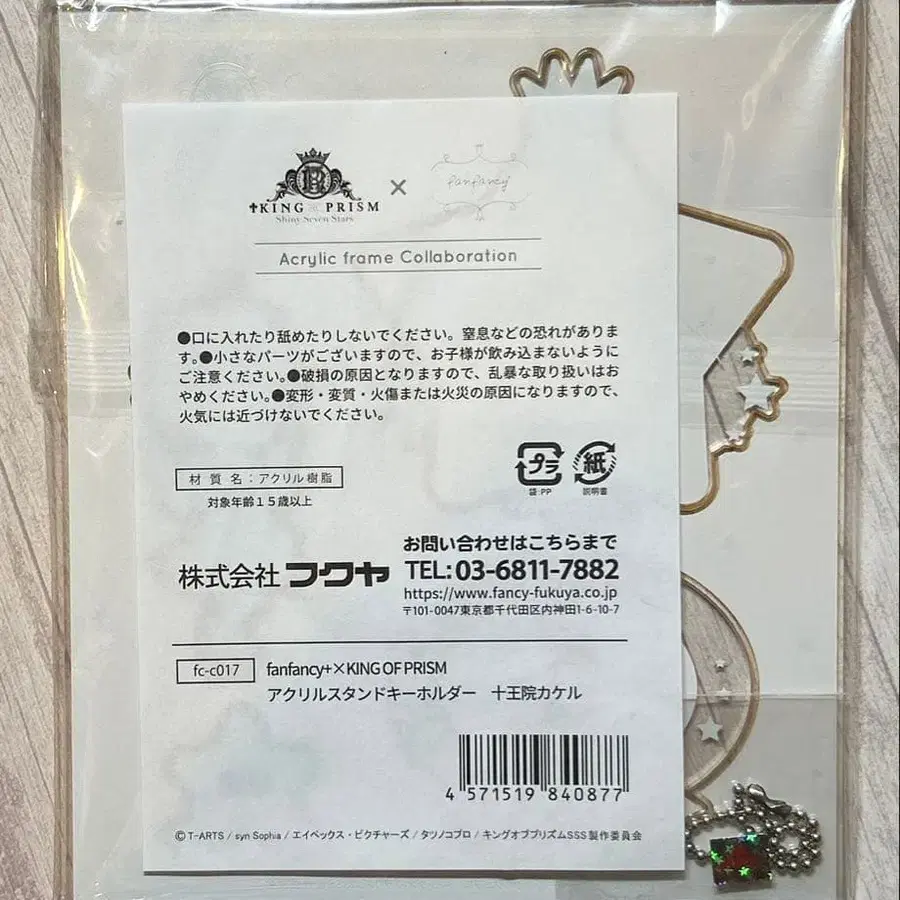 KING OF PRISM
Shiny Seven Stars
×
fanfancy+
Acrylic frame Collaboration
●口に入れたり舐めたりしないでください。窒息などの恐れがありま
す。●小さなパーツがございますので、お子様が飲み込まないように
ご注意ください。●破損の原因となりますので、乱暴な取り扱いはお
やめください。●変形・変質・火傷または火災の原因になりますので、
火気には近づけないでください。
プラ
袋:PP
紙
説明書
材質名:アクリル樹脂
対象年齢15歳以上
株式会社フクヤ
お問い合わせはこちらまで
TEL:03-6811-7882
https://www.fancy-fukuya.co.jp
〒101-0047東京都千代田区内神田1-6-10-7
fc-c017
fanfancy+×KING OF PRISM
アクリルスタンドキーホルダー 十王院カケル
4 571519 840877
©T-ARTS / syn Sophia / エイベックス・ピクチャーズ / タツノコプロ / キングオブプリズムSSS製作委員会